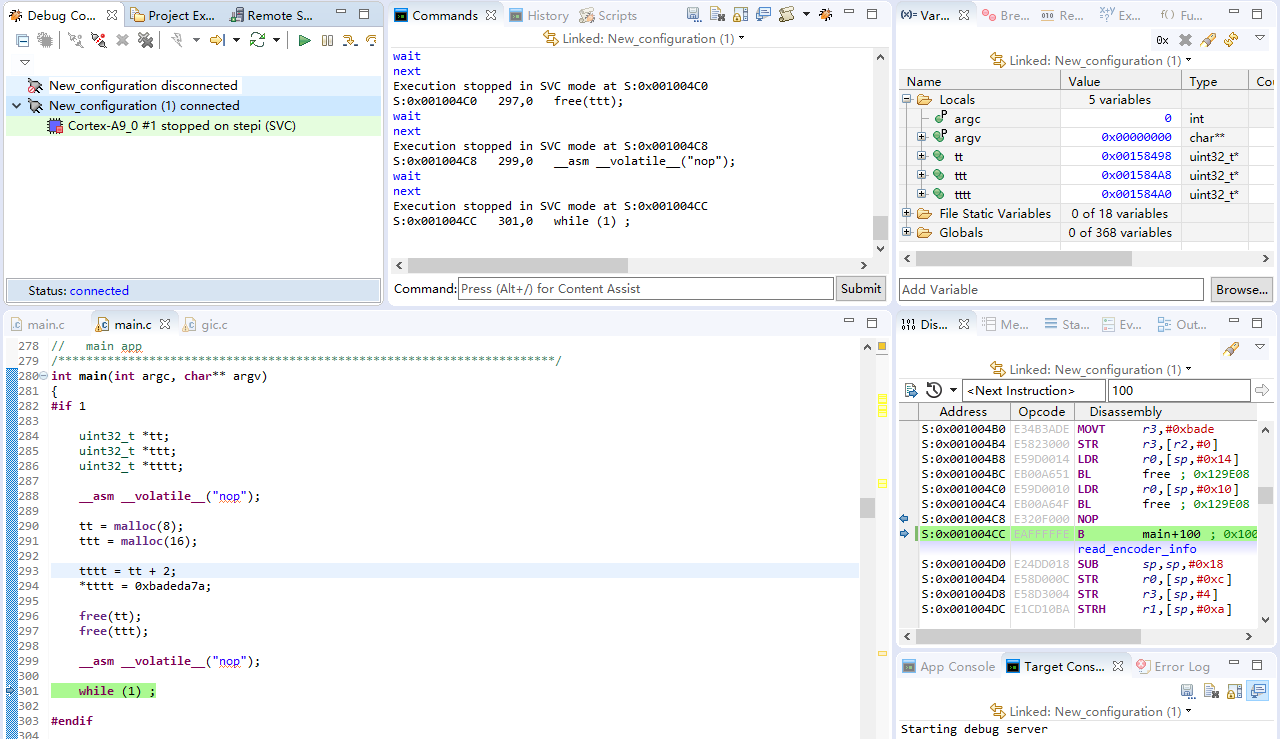 Debug Co...
Project Ex...
Remote S...
New_configuration disconnected
New_configuration (1) connected
Cortex-A9_0 #1 stopped on stepi (SVC)
Status: connected
Commands
History
Scripts
Linked: New_configuration (1)
wait
next
Execution stopped in SVC mode at S:0x001004C0
S:0x001004C0 297,0 free(ttt);
wait
next
Execution stopped in SVC mode at S:0x001004C8
S:0x001004C8 299,0 __asm __volatile__("nop");
wait
next
Execution stopped in SVC mode at S:0x001004CC
S:0x001004CC 301,0 while (1) ;
Command: Press (Alt+/) for Content Assist
Submit
(x)= Var...
Bre...
010 Re...
Ex...
f() Fu...
0x
Linked: New_configuration (1)
Name Value Type Cou
Locals 5 variables
argc 0 int
argv 0x00000000 char**
tt 0x00158498 uint32_t*
ttt 0x001584A8 uint32_t*
tttt 0x001584A0 uint32_t*
File Static Variables 0 of 18 variables
Globals 0 of 368 variables
Add Variable
Browse...
main.c
main.c
gic.c
278 // main app
279 /***********************************************************************/
280 int main(int argc, char** argv)
281 {
282 #if 1
283
284 uint32_t *tt;
285 uint32_t *ttt;
286 uint32_t *tttt;
287
288 __asm __volatile__("nop");
289
290 tt = malloc(8);
291 ttt = malloc(16);
292
293 tttt = tt + 2;
294 *tttt = 0xbadeda7a;
295
296 free(tt);
297 free(ttt);
298
299 __asm __volatile__("nop");
300
301 while (1) ;
302
303 #endif
304
Dis...
Me...
Sta...
Ev...
Out...
Linked: New_configuration (1)
<Next Instruction>
100
Address Opcode Disassembly
S:0x001004B0 E34B3ADE MOVT r3,#0xbade
S:0x001004B4 E5823000 STR r3,[r2,#0]
S:0x001004B8 E59D0014 LDR r0,[sp,#0x14]
S:0x001004BC EB00A651 BL free ; 0x129E08
S:0x001004C0 E59D0010 LDR r0,[sp,#0x10]
S:0x001004C4 EB00A64F BL free ; 0x129E08
S:0x001004C8 E320F000 NOP
S:0x001004CC EAFFFFFE B main+100 ; 0x100
read_encoder_info
S:0x001004D0 E24DD018 SUB sp,sp,#0x18
S:0x001004D4 E58D000C STR r0,[sp,#0xc]
S:0x001004D8 E58D3004 STR r3,[sp,#4]
S:0x001004DC E1CD10BA STRH r1,[sp,#0xa]
App Console
Target Cons...
Error Log
Linked: New_configuration (1)
Starting debug server